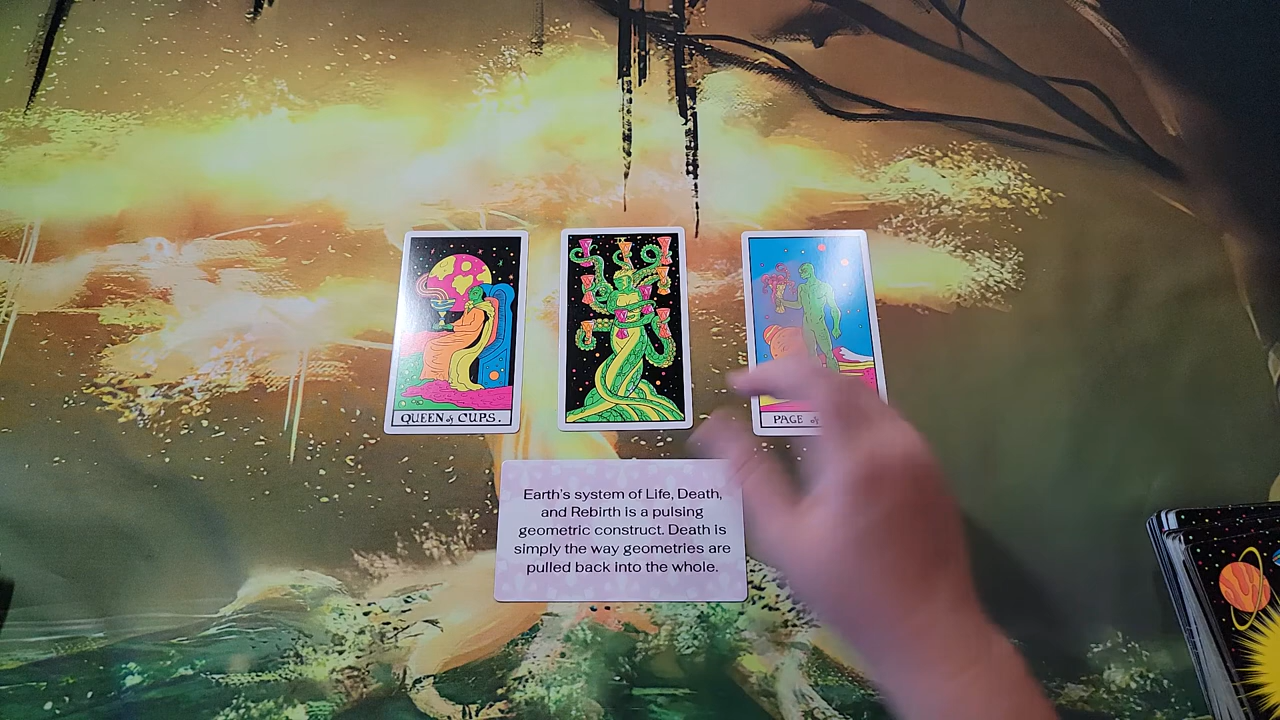 QUEEN of CUPS.
PAGE of
Earth's system of Life, Death,
and Rebirth is a pulsing
geometric construct. Death is
simply the way geometries are
pulled back into the whole.